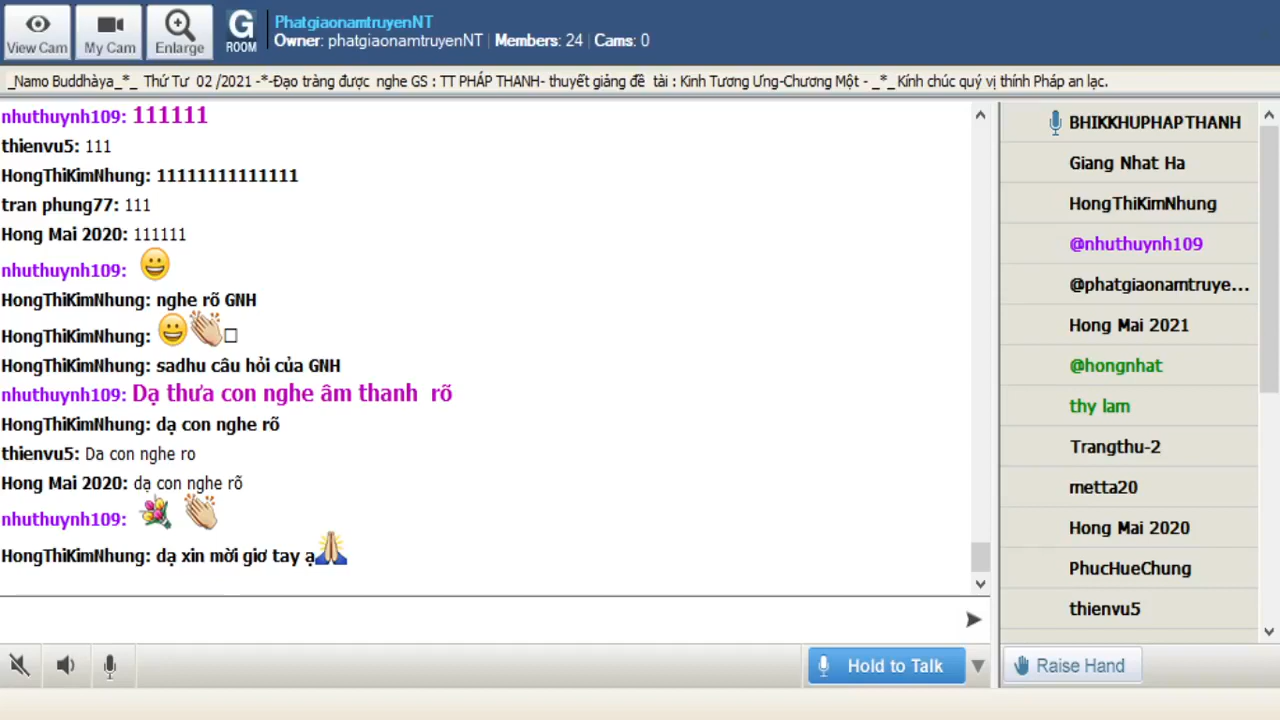 View Cam
My Cam
Enlarge
G
ROOM
PhatgiaonamtruyenNT
Owner: phatgiaonamtruyenNT | Members: 24 | Cams: 0
_Namo Buddhàya_*_ Thứ Tư 02 /2021 -*-Đạo tràng được nghe GS : TT PHÁP THANH- thuyết giảng đề tài : Kinh Tương Ưng-Chương Một - _*_Kính chúc quý vị thính Pháp an lạc.
nhuthuynh109: 111111
thienvu5: 111
HongThiKimNhung: 11111111111111
tran phung77: 111
Hong Mai 2020: 111111
nhuthuynh109: 😀
HongThiKimNhung: nghe rõ GNH
HongThiKimNhung: 😀👏□
HongThiKimNhung: sadhu câu hỏi của GNH
nhuthuynh109: Dạ thưa con nghe âm thanh rõ
HongThiKimNhung: dạ con nghe rõ
thienvu5: Da con nghe ro
Hong Mai 2020: dạ con nghe rõ
nhuthuynh109: 💐 👏
HongThiKimNhung: dạ xin mời giơ tay ạ🙏
BHIKKHUPHAPTHANH
Giang Nhat Ha
HongThiKimNhung
@nhuthuynh109
@phatgiaonamtruye...
Hong Mai 2021
@hongnhat
thy lam
Trangthu-2
metta20
Hong Mai 2020
PhucHueChung
thienvu5
Hold to Talk
Raise Hand